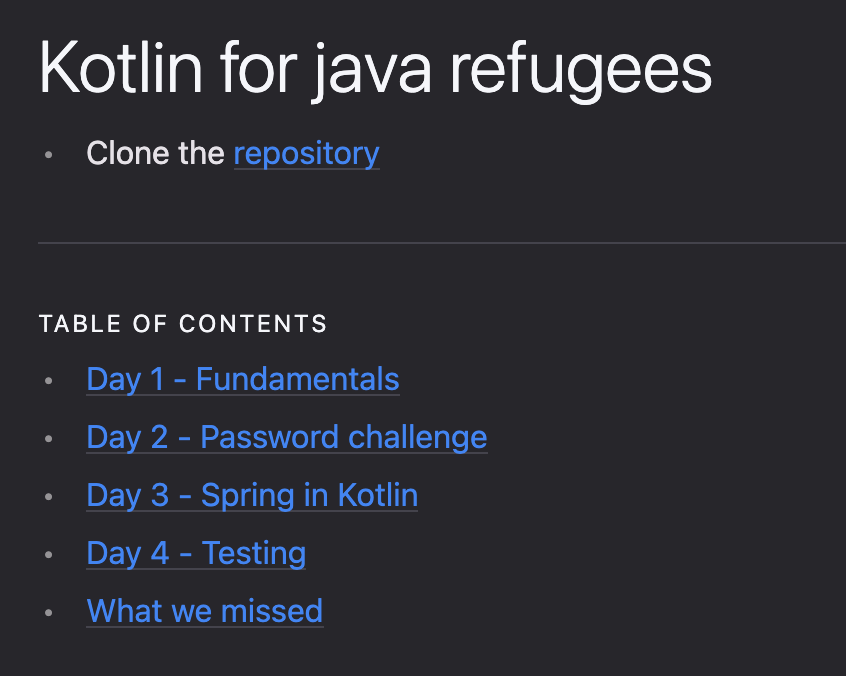 Kotlin for java refugees
• Clone the repository
TABLE OF CONTENTS
• Day 1 - Fundamentals
• Day 2 - Password challenge
• Day 3 - Spring in Kotlin
• Day 4 - Testing
• What we missed